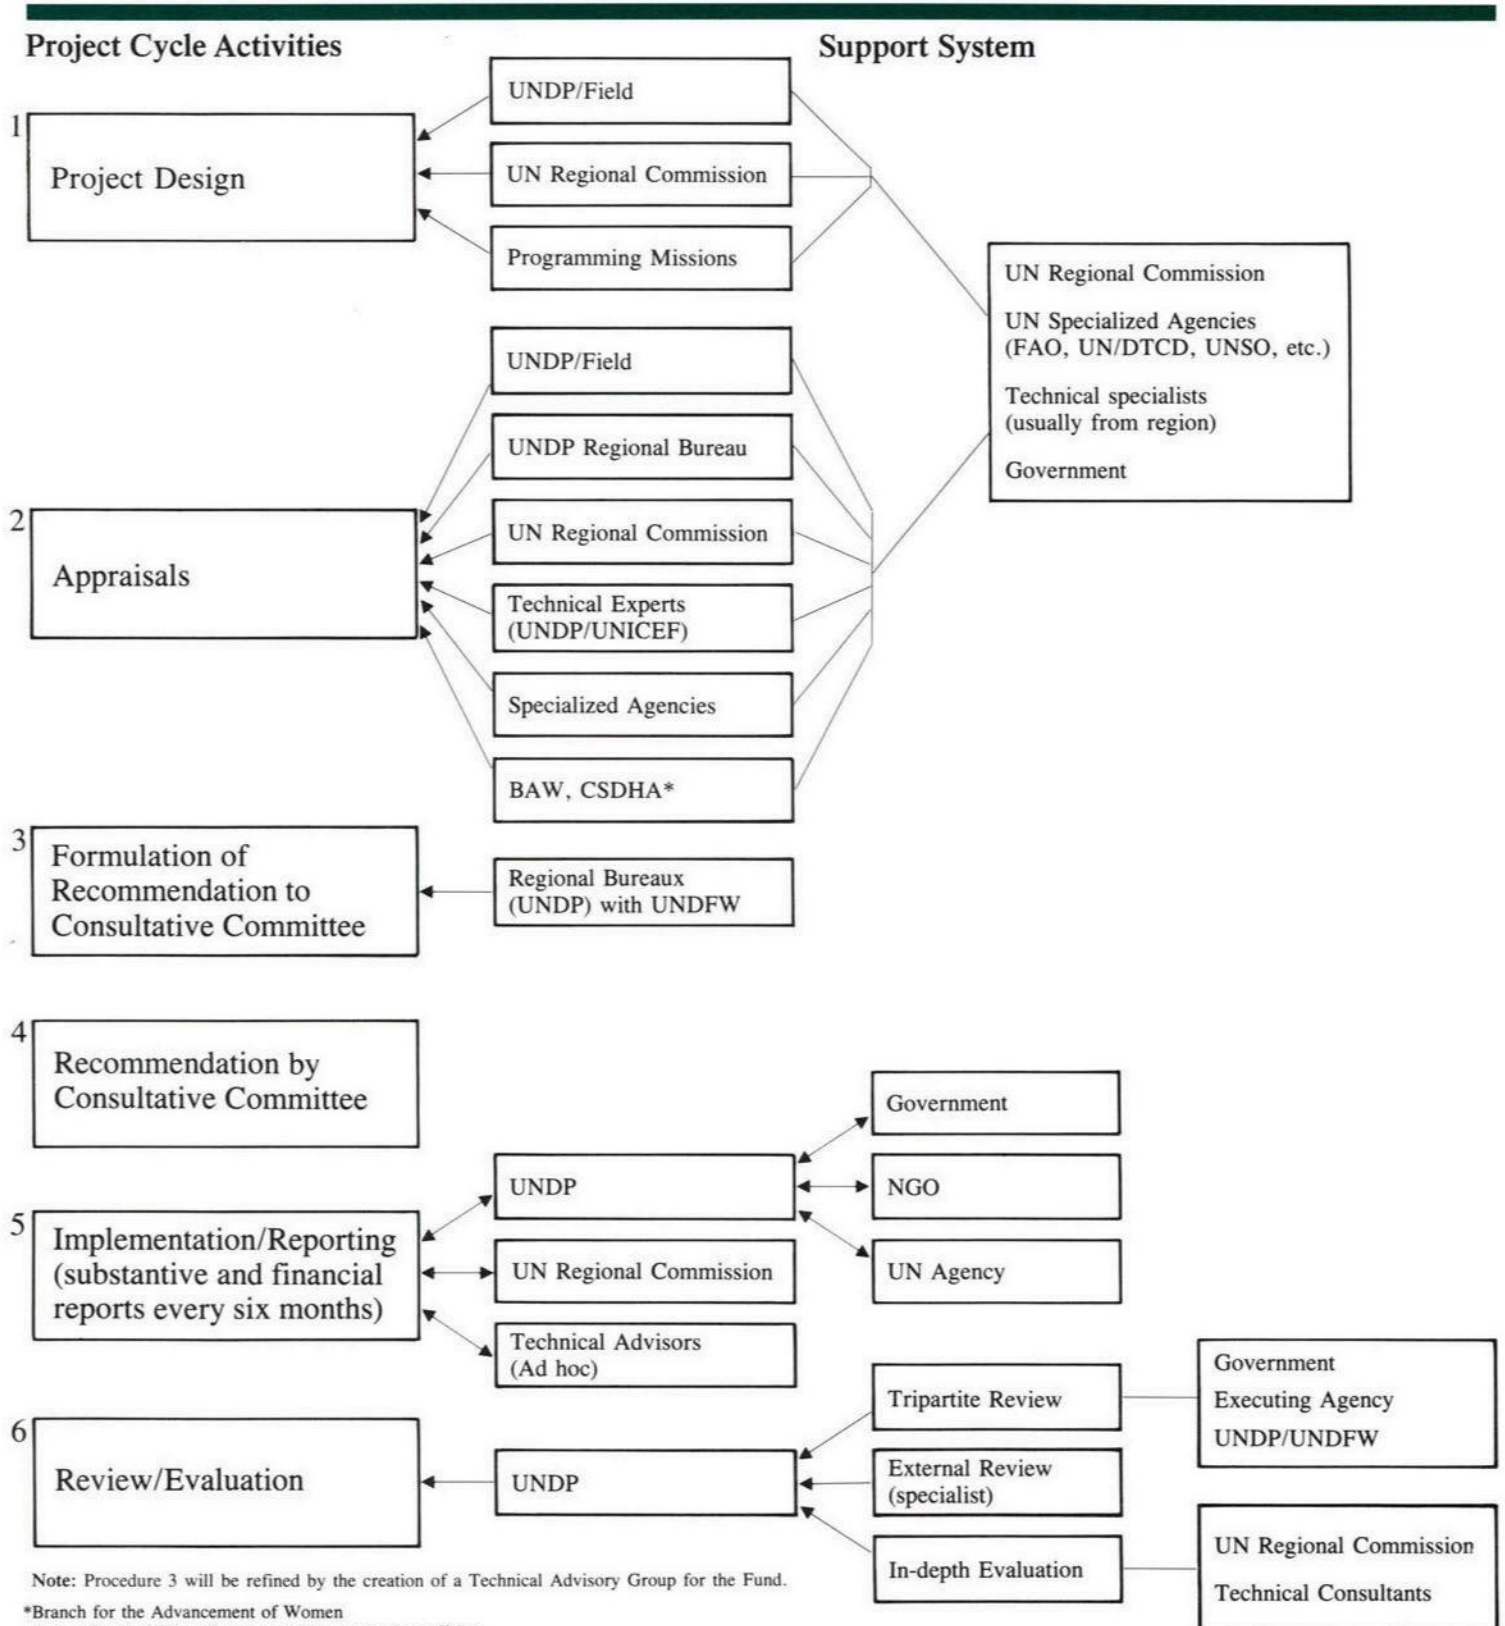 Project Cycle Activities
Support System
1
Project Design
UNDP/Field
UN Regional Commission
Programming Missions
UN Regional Commission
UN Specialized Agencies
(FAO, UN/DTCD, UNSO, etc.)
Technical specialists
(usually from region)
Government
2
Appraisals
UNDP/Field
UNDP Regional Bureau
UN Regional Commission
Technical Experts
(UNDP/UNICEF)
Specialized Agencies
BAW, CSDHA*
3
Formulation of
Recommendation to
Consultative Committee
Regional Bureaux
(UNDP) with UNDFW
4
Recommendation by
Consultative Committee
5
Implementation/Reporting
(substantive and financial
reports every six months)
UNDP
UN Regional Commission
Technical Advisors
(Ad hoc)
Government
NGO
UN Agency
6
Review/Evaluation
UNDP
Tripartite Review
External Review
(specialist)
In-depth Evaluation
Government
Executing Agency
UNDP/UNDFW
UN Regional Commission
Technical Consultants
Note: Procedure 3 will be refined by the creation of a Technical Advisory Group for the Fund.
*Branch for the Advancement of Women